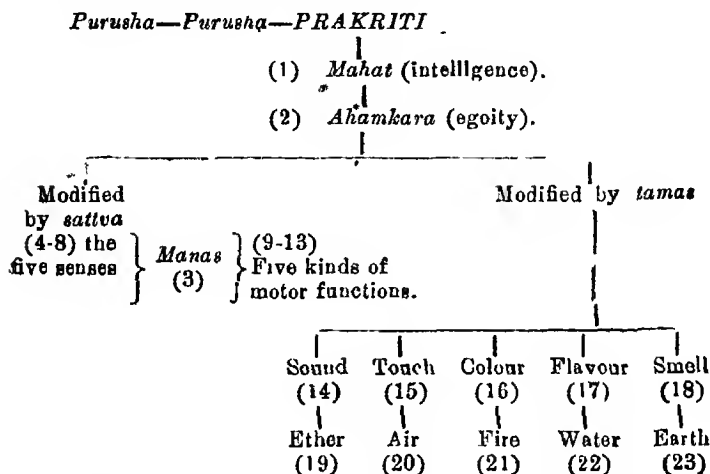 Purusha—Purusha—PRAKRITI
(1) Mahat (intelligence).
(2) Ahamkara (egoity).
Modified
by sattva
(4-8) the
five senses
Manas
(3)
(9-13)
Five kinds of
motor functions.
Modified by tamas
Sound Touch Colour Flavour Smell
(14) (15) (16) (17) (18)
Ether Air Fire Water Earth
(19) (20) (21) (22) (23)